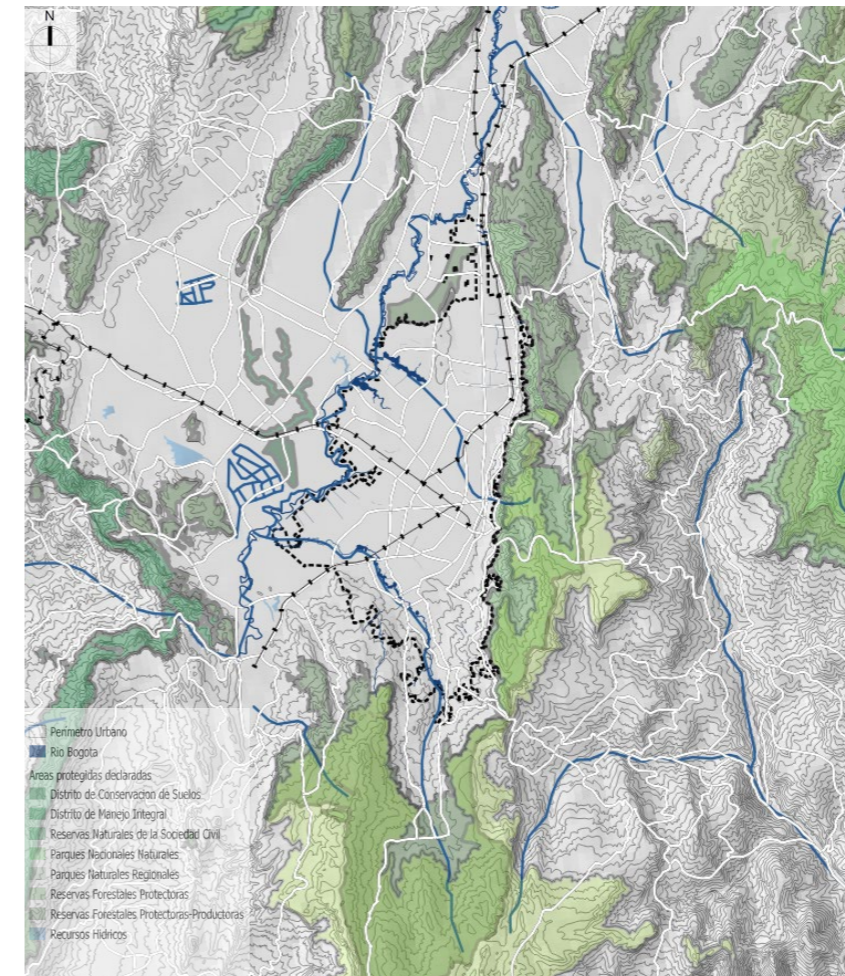 N
Perimetro Urbano
Rio Bogota
Areas protegidas declaradas
Distrito de Conservacion de Suelos
Distrito de Manejo Integral
Reservas Naturales de la Sociedad Civil
Parques Nacionales Naturales
Parques Naturales Regionales
Reservas Forestales Protectoras
Reservas Forestales Protectoras-Productoras
Recursos Hidricos